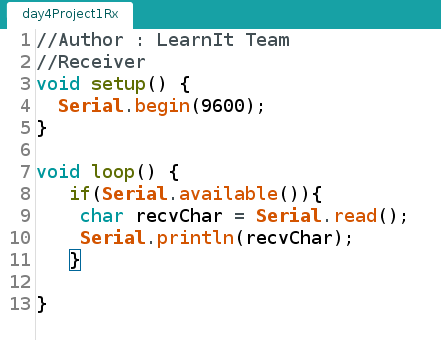 day4Project1Rx
1 //Author : LearnIt Team
2 //Receiver
3 void setup() {
4   Serial.begin(9600);
5 }
6
7 void loop() {
8    if(Serial.available()){
9     char recvChar = Serial.read();
10     Serial.println(recvChar);
11    }
12
13 }